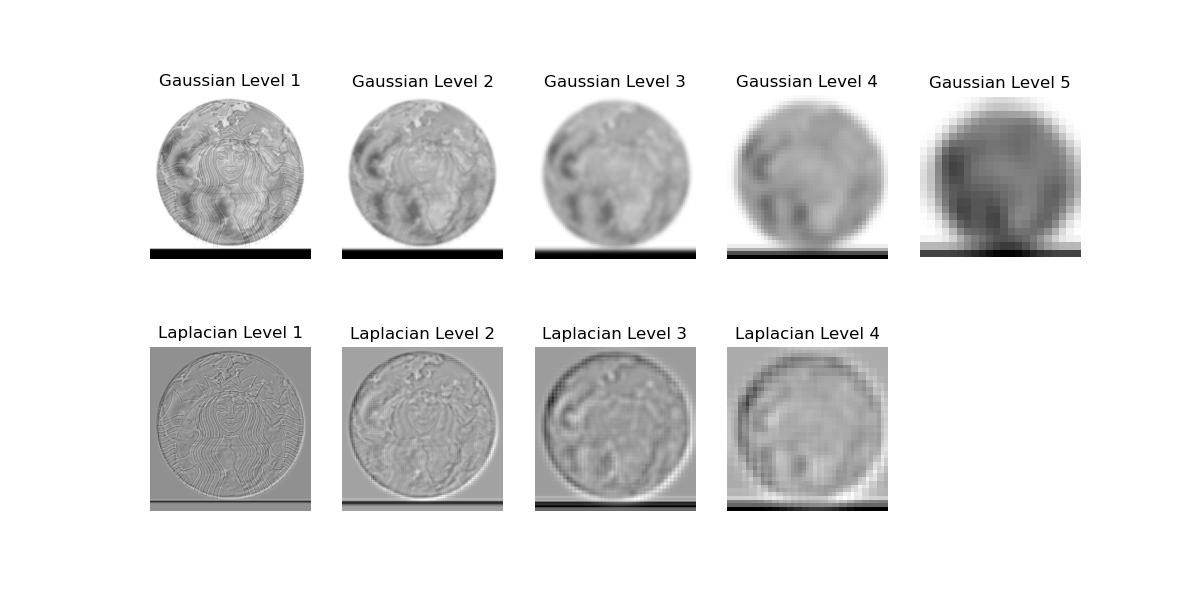 Gaussian Level 1
Gaussian Level 2
Gaussian Level 3
Gaussian Level 4
Gaussian Level 5
Laplacian Level 1
Laplacian Level 2
Laplacian Level 3
Laplacian Level 4